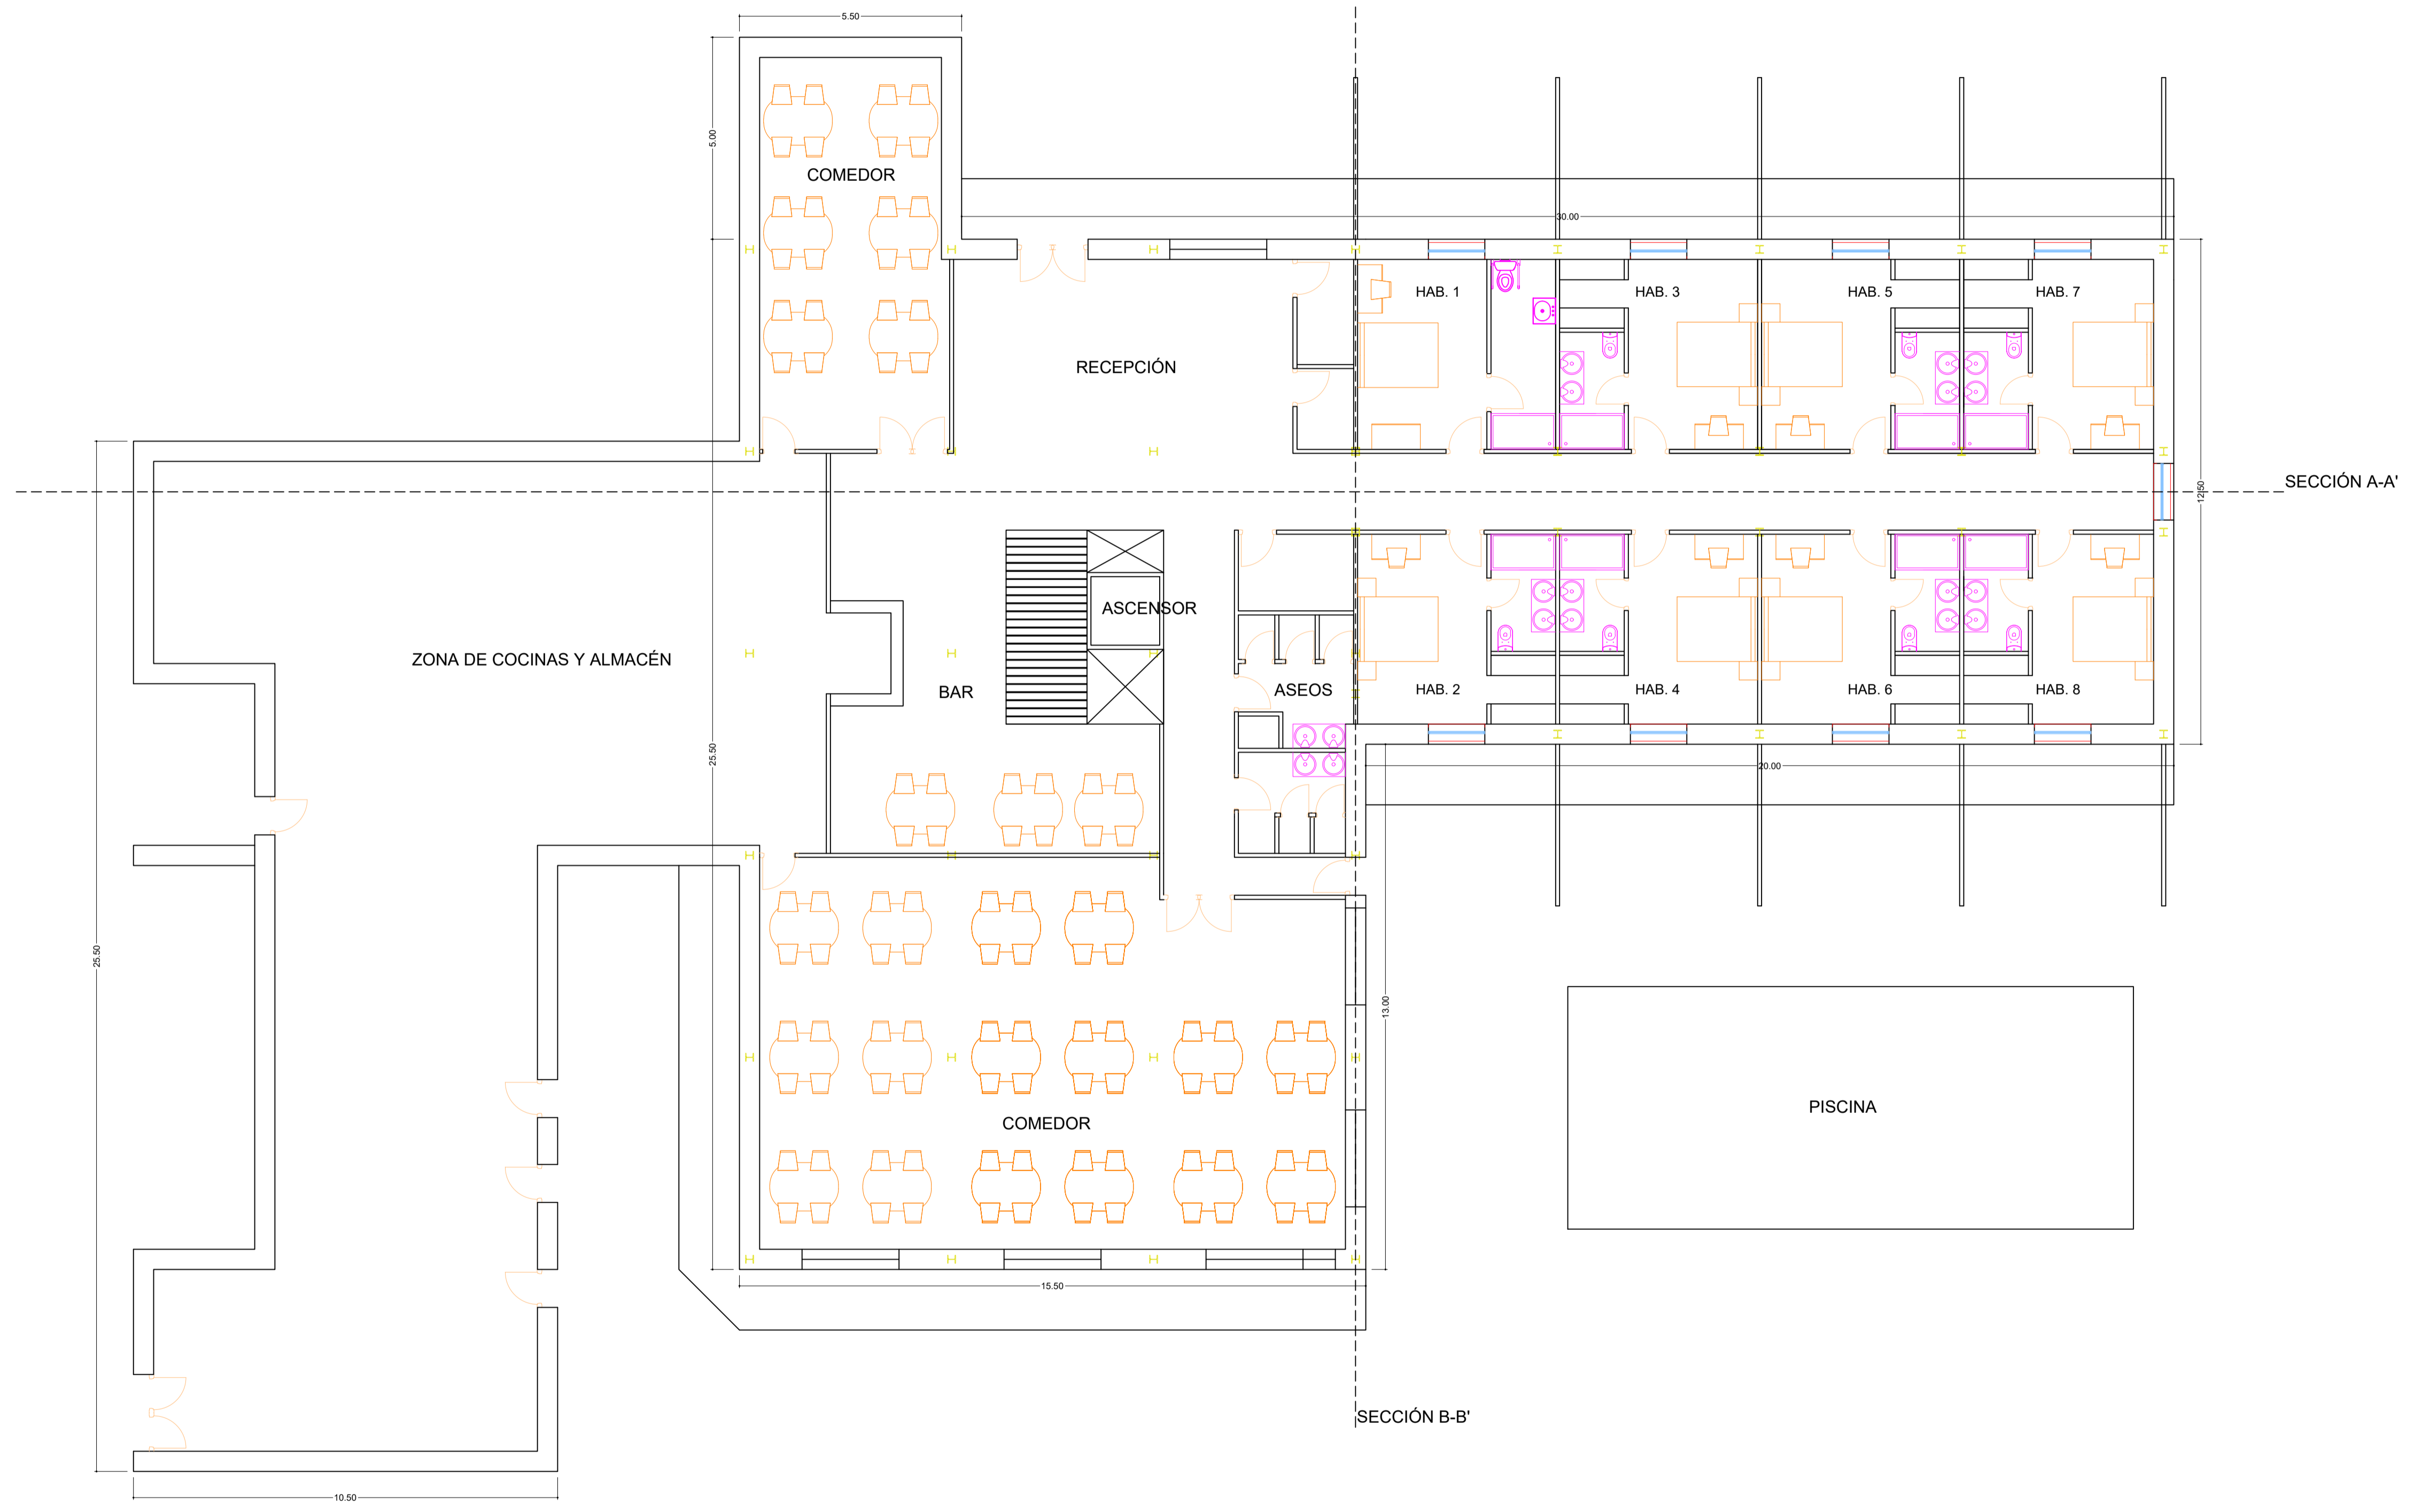 5.50
5.00
COMEDOR
30.00
HAB. 1
HAB. 3
HAB. 5
HAB. 7
RECEPCIÓN
SECCIÓN A-A'
12.50
ASCENSOR
ZONA DE COCINAS Y ALMACÉN
BAR
ASEOS
HAB. 2
HAB. 4
HAB. 6
HAB. 8
25.50
20.00
25.50
13.00
COMEDOR
PISCINA
15.50
SECCIÓN B-B'
10.50